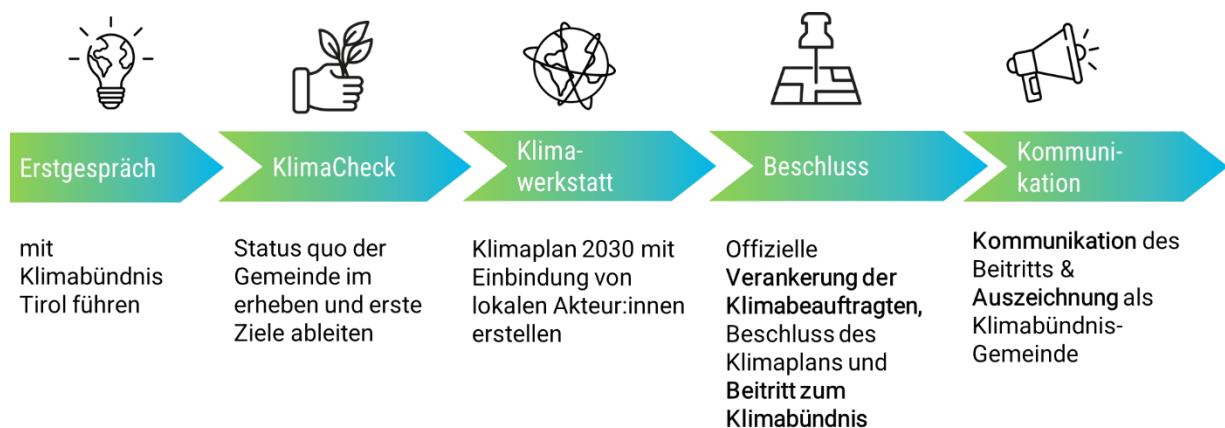 Erstgespräch
mit
Klimabündnis
Tirol führen
KlimaCheck
Status quo der
Gemeinde im
erheben und erste
Ziele ableiten
Klima-
werkstatt
Klimaplan 2030 mit
Einbindung von
lokalen Akteur:innen
erstellen
Beschluss
Offizielle
Verankerung der
Klimabeauftragten,
Beschluss des
Klimaplans und
Beitritt zum
Klimabündnis
Kommuni-
kation
Kommunikation des
Beitritts &
Auszeichnung als
Klimabündnis-
Gemeinde